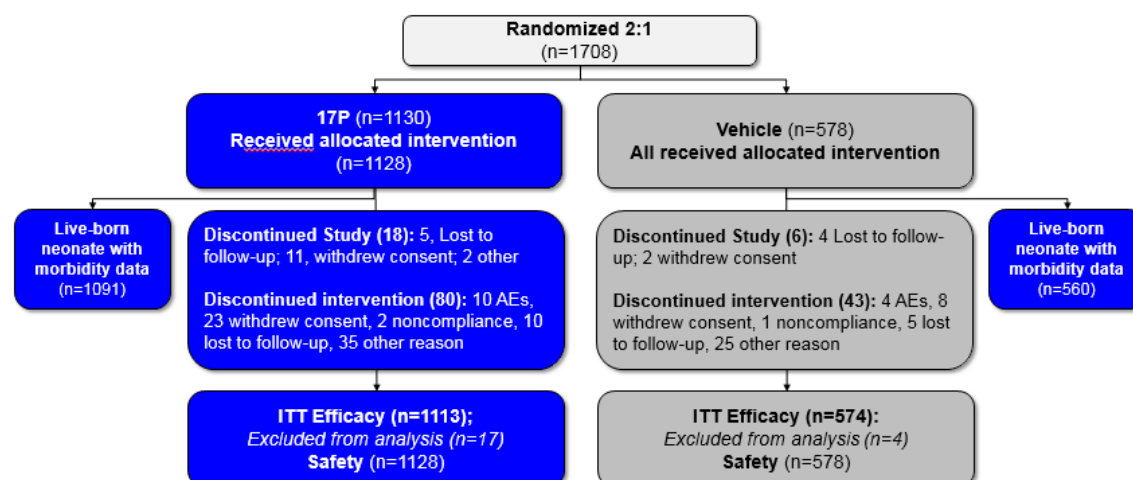 Randomized 2:1
(n=1708)
17P (n=1130)
Received allocated intervention
(n=1128)
Vehicle (n=578)
All received allocated intervention
Live-born
neonate with
morbidity data
(n=1091)
Discontinued Study (18): 5, Lost to
follow-up; 11, withdrew consent; 2 other
Discontinued intervention (80): 10 AEs,
23 withdrew consent, 2 noncompliance, 10
lost to follow-up, 35 other reason
Discontinued Study (6): 4 Lost to follow-
up; 2 withdrew consent
Discontinued intervention (43): 4 AEs, 8
withdrew consent, 1 noncompliance, 5 lost
to follow-up, 25 other reason
Live-born
neonate with
morbidity data
(n=560)
ITT Efficacy (n=1113);
Excluded from analysis (n=17)
Safety (n=1128)
ITT Efficacy (n=574):
Excluded from analysis (n=4)
Safety (n=578)